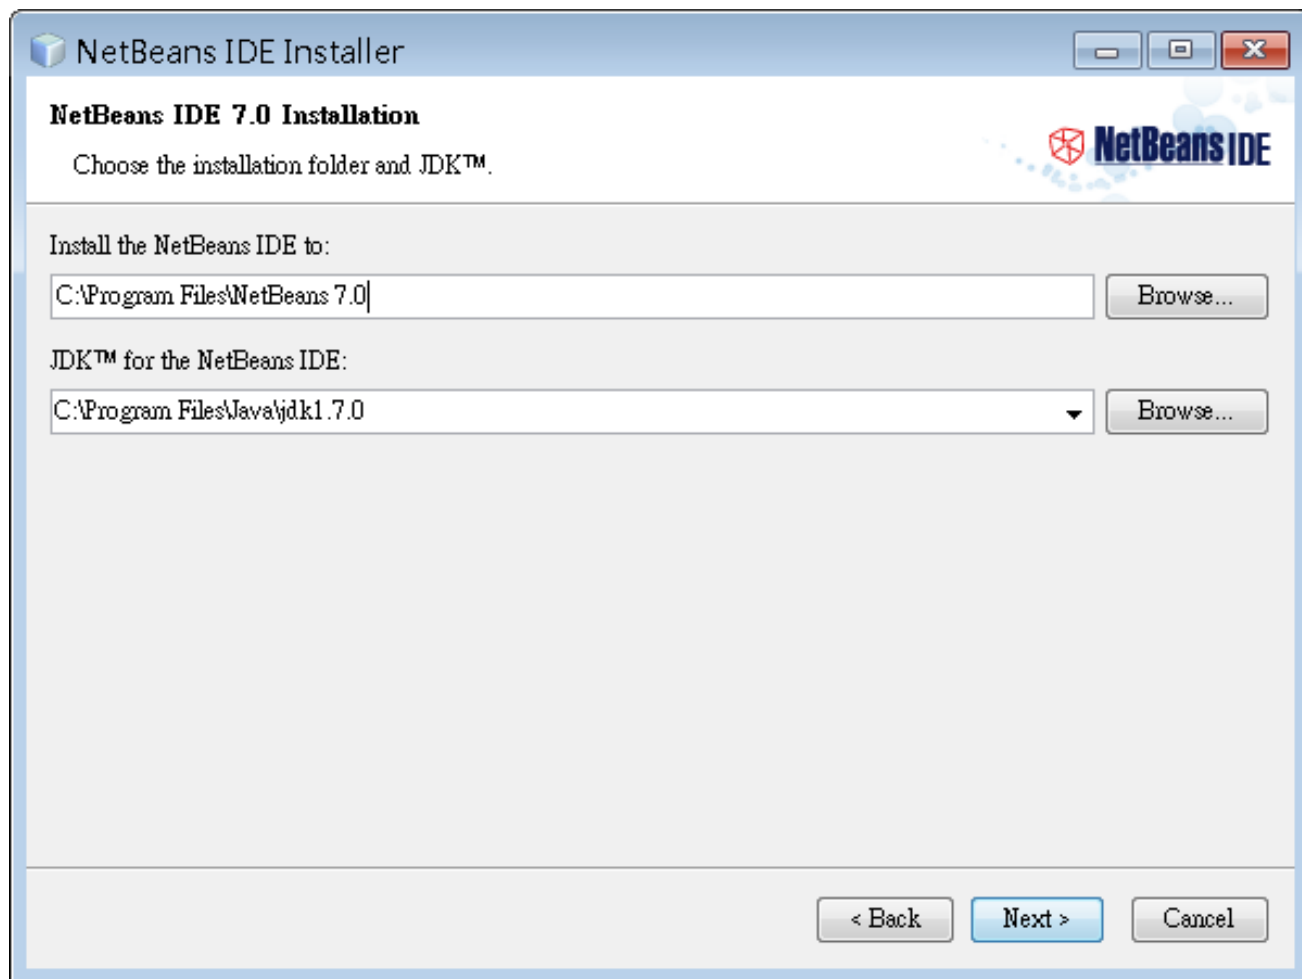 NetBeans IDE Installer
NetBeans IDE 7.0 Installation
Choose the installation folder and JDK™.
NetBeans IDE
Install the NetBeans IDE to:
C:\Program Files\NetBeans 7.0
Browse...
JDK™ for the NetBeans IDE:
C:\Program Files\Java\jdk1.7.0
Browse...
< Back
Next >
Cancel